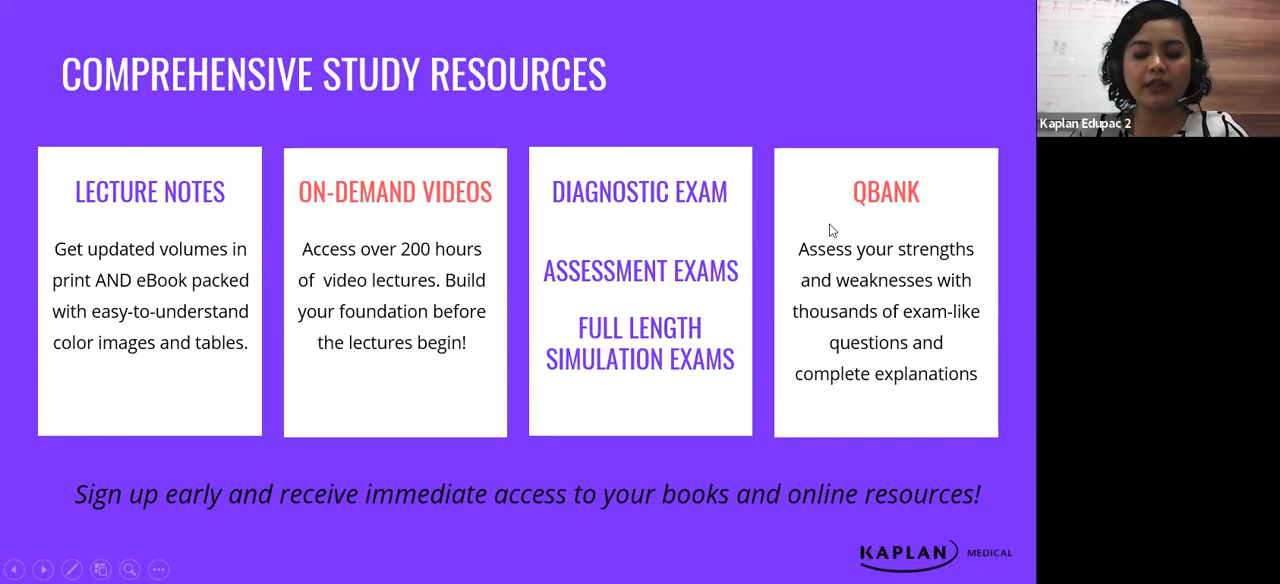 COMPREHENSIVE STUDY RESOURCES
LECTURE NOTES
Get updated volumes in
print AND eBook packed
with easy-to-understand
color images and tables.
ON-DEMAND VIDEOS
Access over 200 hours
of video lectures. Build
your foundation before
the lectures begin!
DIAGNOSTIC EXAM
ASSESSMENT EXAMS
FULL LENGTH
SIMULATION EXAMS
QBANK
Assess your strengths
and weaknesses with
thousands of exam-like
questions and
complete explanations
Sign up early and receive immediate access to your books and online resources!
KAPLAN MEDICAL
Kaplan Edupac 2